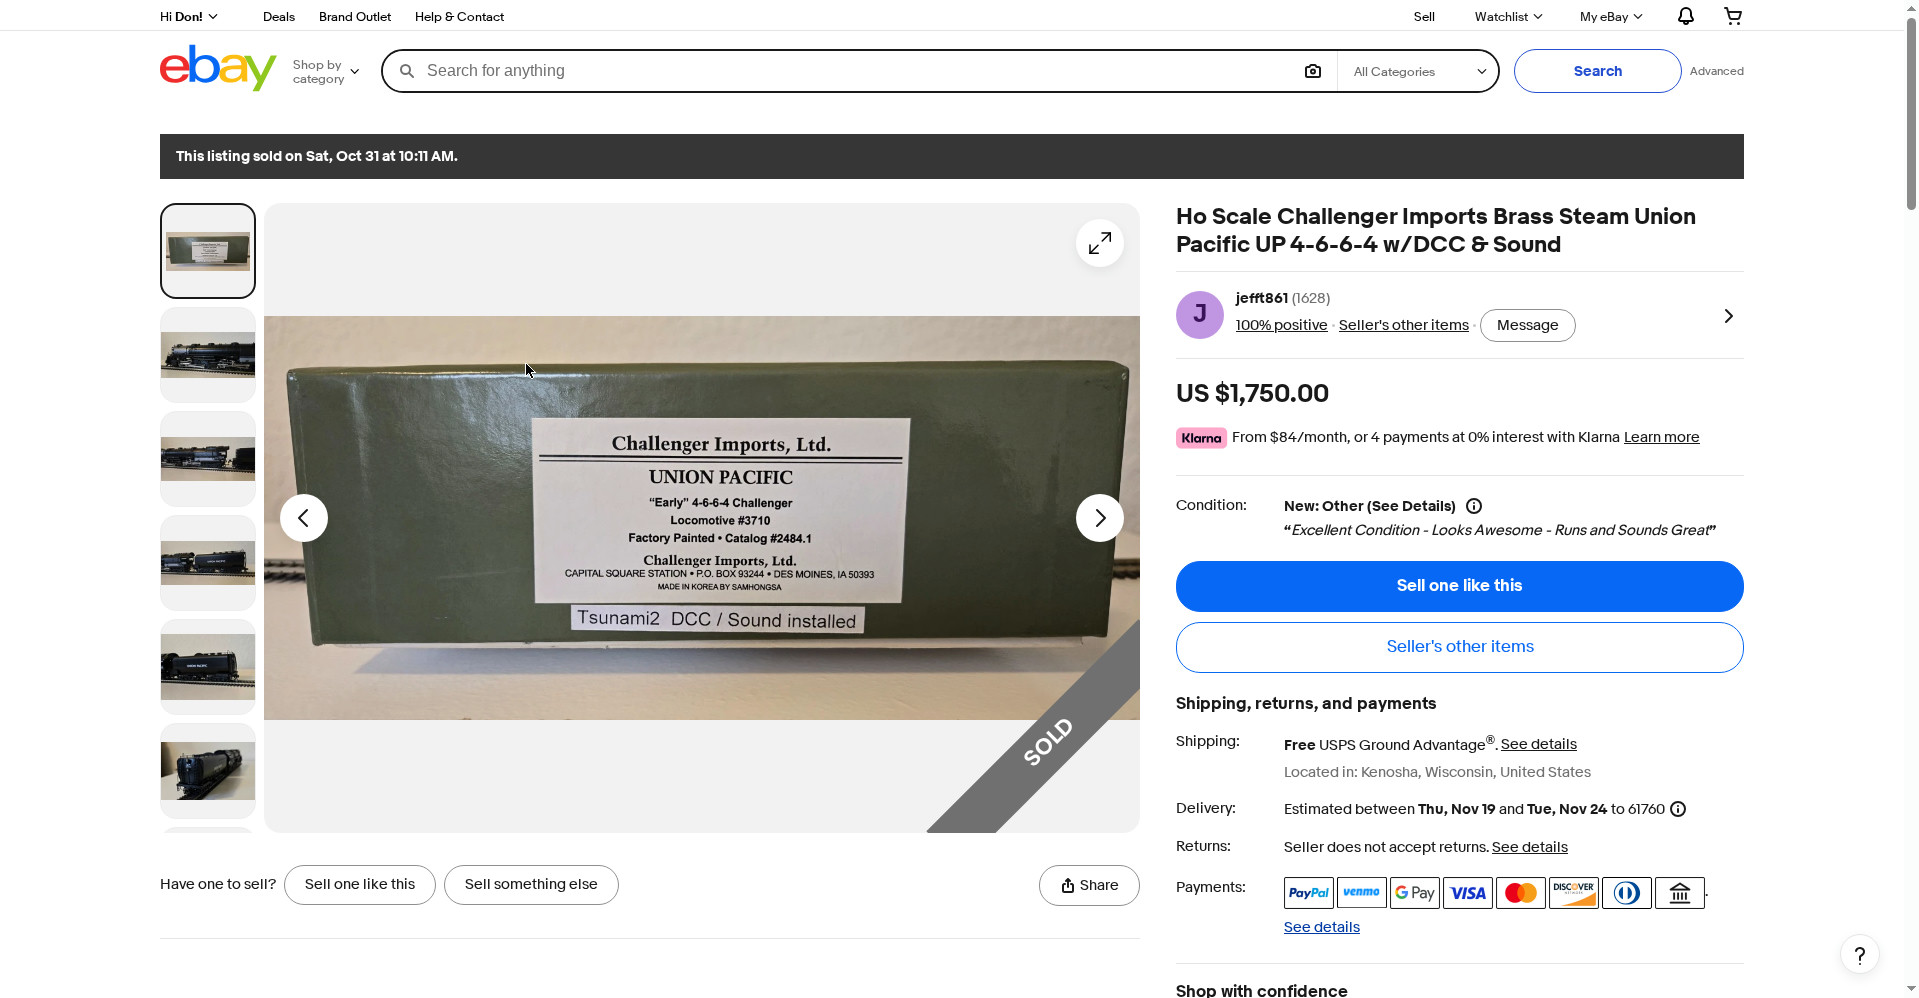 Hi Don!
Deals
Brand Outlet
Help & Contact
Sell
Watchlist
My eBay
ebay
Shop by category
Search for anything
All Categories
Search
Advanced
This listing sold on Sat, Oct 31 at 10:11 AM.
Challenger Imports, Ltd.
UNION PACIFIC
“Early” 4-6-6-4 Challenger
Locomotive #3710
Factory Painted • Catalog #2484.1
Challenger Imports, Ltd.
CAPITAL SQUARE STATION • P.O. BOX 93244 • DES MOINES, IA 50393
MADE IN KOREA BY SAMHONGSA
Tsunami2 DCC / Sound installed
SOLD
Have one to sell?
Sell one like this
Sell something else
Share
Ho Scale Challenger Imports Brass Steam Union
Pacific UP 4-6-6-4 w/DCC & Sound
J
jefft861 (1628)
100% positive · Seller's other items · Message
US $1,750.00
Klarna From $84/month, or 4 payments at 0% interest with Klarna Learn more
Condition: New: Other (See Details)
“Excellent Condition - Looks Awesome - Runs and Sounds Great”
Sell one like this
Seller's other items
Shipping, returns, and payments
Shipping: Free USPS Ground Advantage®. See details
Located in: Kenosha, Wisconsin, United States
Delivery: Estimated between Thu, Nov 19 and Tue, Nov 24 to 61760
Returns: Seller does not accept returns. See details
Payments: PayPal venmo G Pay VISA DISCOVER
See details
Shop with confidence
?